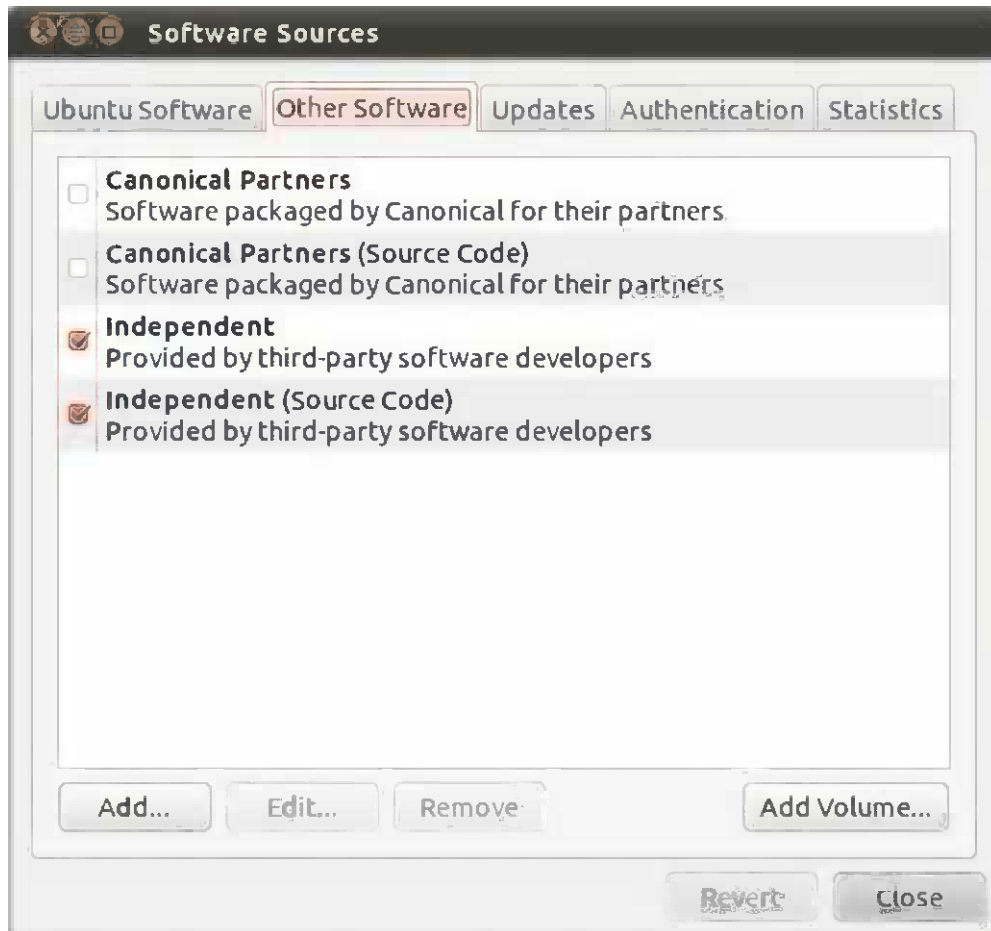 Software Sources
Ubuntu Software Other Software Updates Authentication Statistics
Canonical Partners
Software packaged by Canonical for their partners
Canonical Partners (Source Code)
Software packaged by Canonical for their partners
Independent
Provided by third-party software developers
Independent (Source Code)
Provided by third-party software developers
Add... Edit... Remove Add Volume...
Revert Close